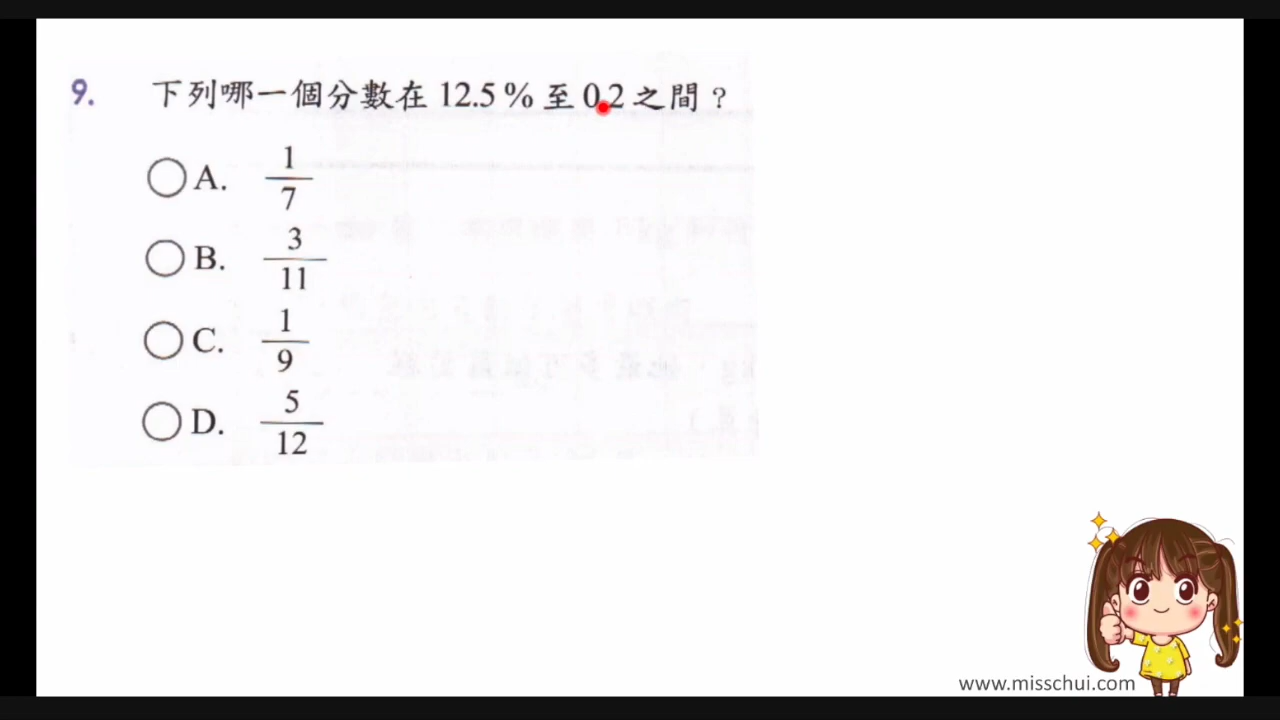 9. 下列哪一個分數在 12.5% 至 0.2 之間？
A. 1/7
B. 3/11
C. 1/9
D. 5/12
www.misschui.com